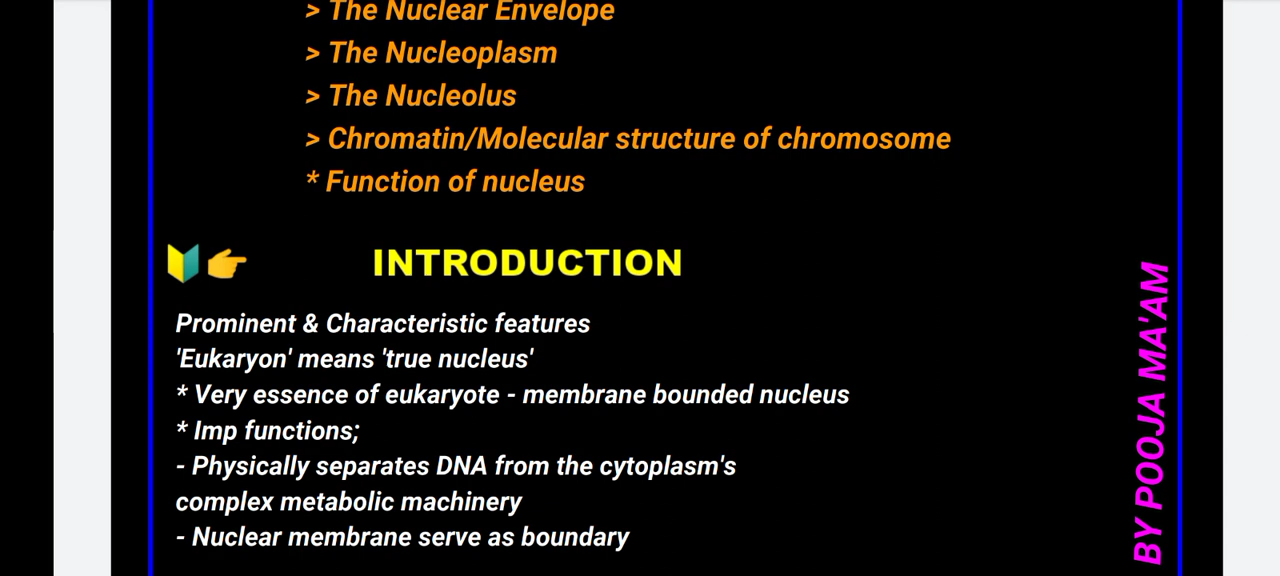 > The Nuclear Envelope
> The Nucleoplasm
> The Nucleolus
> Chromatin/Molecular structure of chromosome
* Function of nucleus
INTRODUCTION
Prominent & Characteristic features
'Eukaryon' means 'true nucleus'
* Very essence of eukaryote - membrane bounded nucleus
* Imp functions;
- Physically separates DNA from the cytoplasm's
complex metabolic machinery
- Nuclear membrane serve as boundary
BY POOJA MA'AM